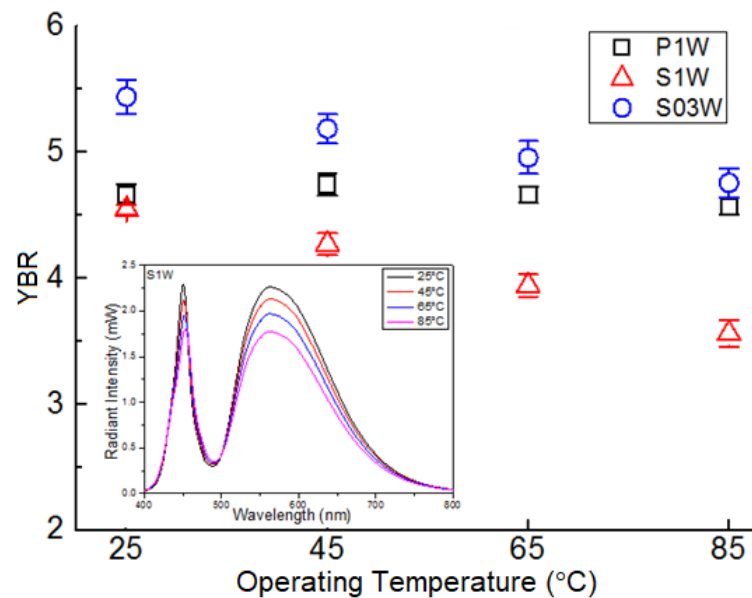 6
5
4
3
2
YBR
25
45
65
85
Operating Temperature (°C)
P1W
S1W
S03W
S1W
25°C
45°C
65°C
85°C
2.5
2.0
1.5
1.0
0.5
0.0
Radiant Intensity (mW)
400
500
600
700
800
Wavelength (nm)